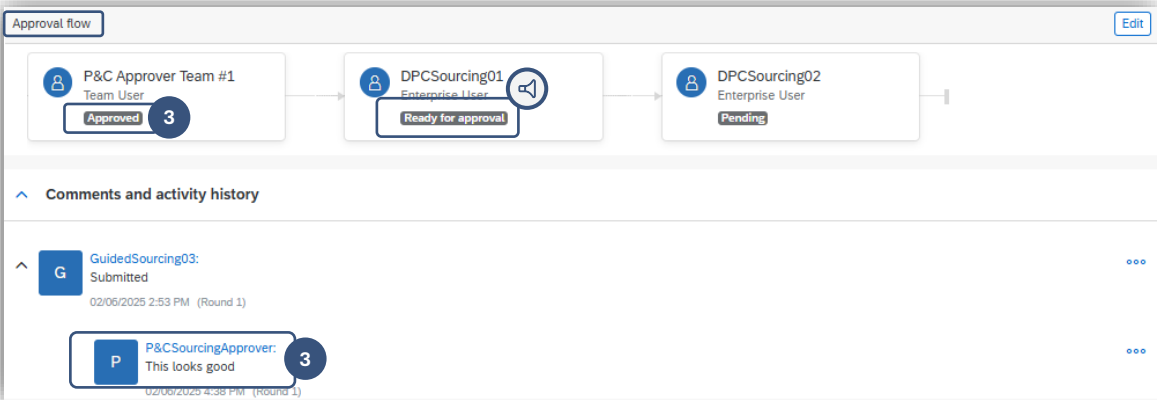 Approval flow
Edit
P&C Approver Team #1
Team User
Approved
3
DPCSourcing01
Enterprise User
Ready for approval
DPCSourcing02
Enterprise User
Pending
Comments and activity history
G
GuidedSourcing03:
Submitted
02/06/2025 2:53 PM (Round 1)
P
P&CSourcingApprover:
This looks good
3
02/06/2025 4:38 PM (Round 1)